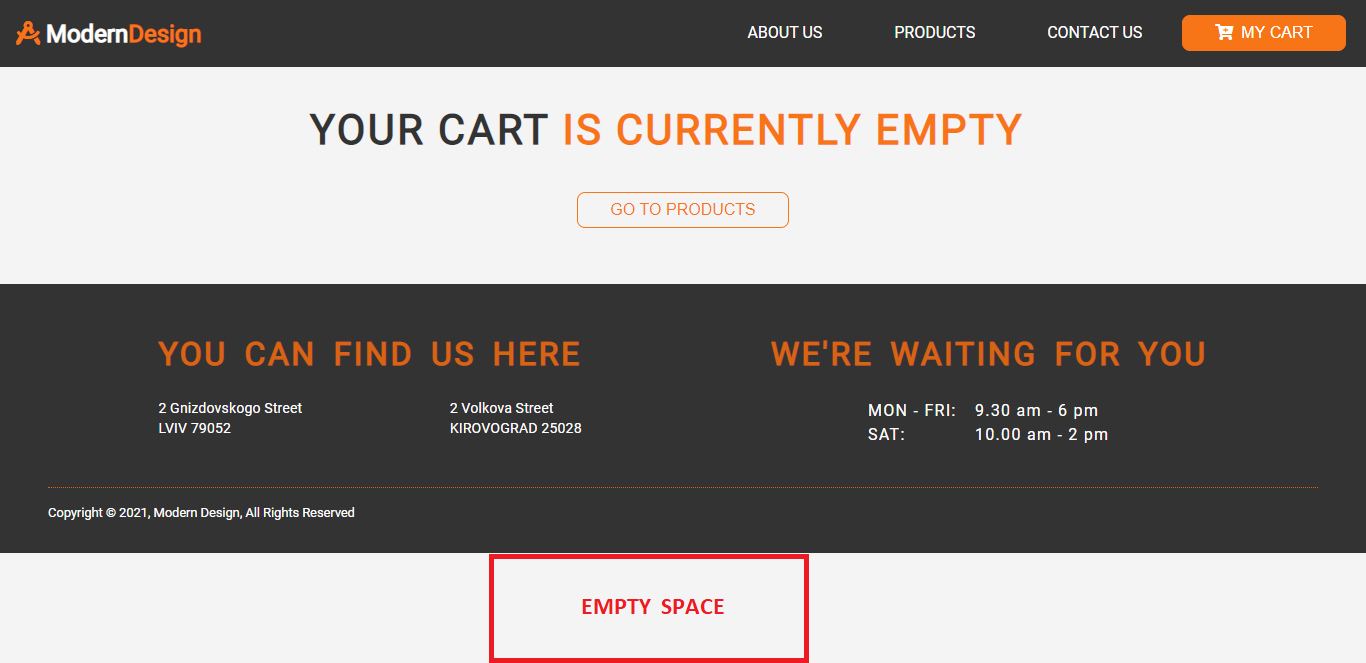 ModernDesign
ABOUT US
PRODUCTS
CONTACT US
MY CART
YOUR CART IS CURRENTLY EMPTY
GO TO PRODUCTS
YOU CAN FIND US HERE
2 Gnizdovskogo Street
LVIV 79052
2 Volkova Street
KIROVOGRAD 25028
WE'RE WAITING FOR YOU
MON - FRI: 9.30 am - 6 pm
SAT: 10.00 am - 2 pm
Copyright © 2021, Modern Design, All Rights Reserved
EMPTY SPACE